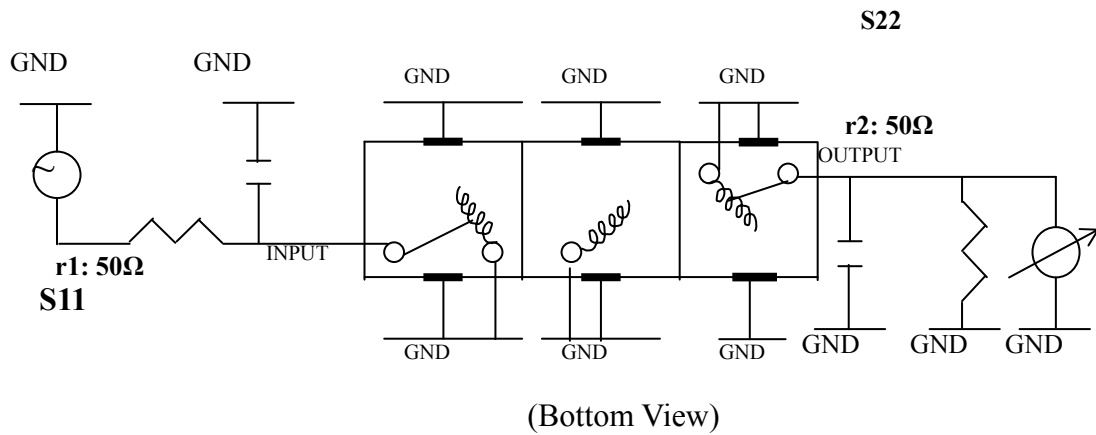 S22
GND
GND
GND
GND
GND
r2: 50Ω
OUTPUT
INPUT
r1: 50Ω
S11
GND
GND
GND
GND
GND
GND
(Bottom View)